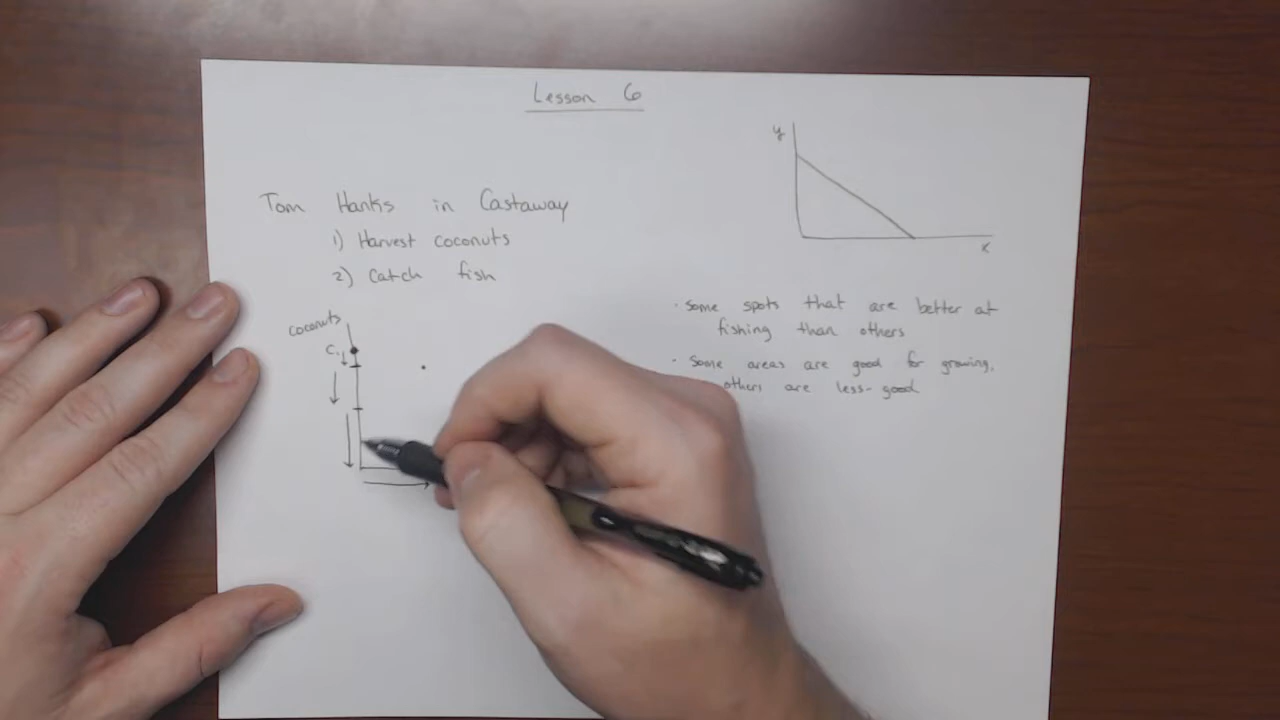 Lesson 6
y
x
Tom Hanks in Castaway
1) Harvest coconuts
2) Catch fish
coconuts
C₁
· Some spots that are better at
fishing than others
· Some areas are good for growing,
others are less-good